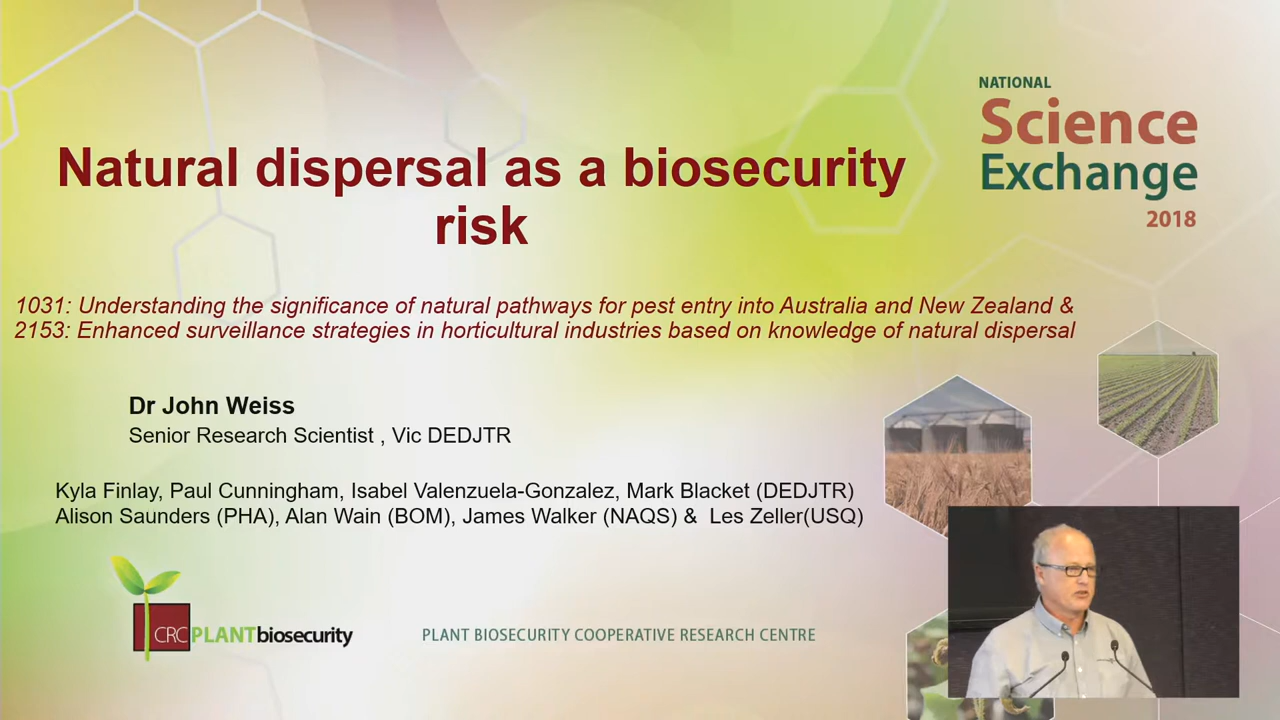 NATIONAL
Science
Exchange
2018
Natural dispersal as a biosecurity
risk
1031: Understanding the significance of natural pathways for pest entry into Australia and New Zealand &
2153: Enhanced surveillance strategies in horticultural industries based on knowledge of natural dispersal
Dr John Weiss
Senior Research Scientist , Vic DEDJTR
Kyla Finlay, Paul Cunningham, Isabel Valenzuela-Gonzalez, Mark Blacket (DEDJTR)
Alison Saunders (PHA), Alan Wain (BOM), James Walker (NAQS) & Les Zeller(USQ)
CRCPLANTbiosecurity
PLANT BIOSECURITY COOPERATIVE RESEARCH CENTRE